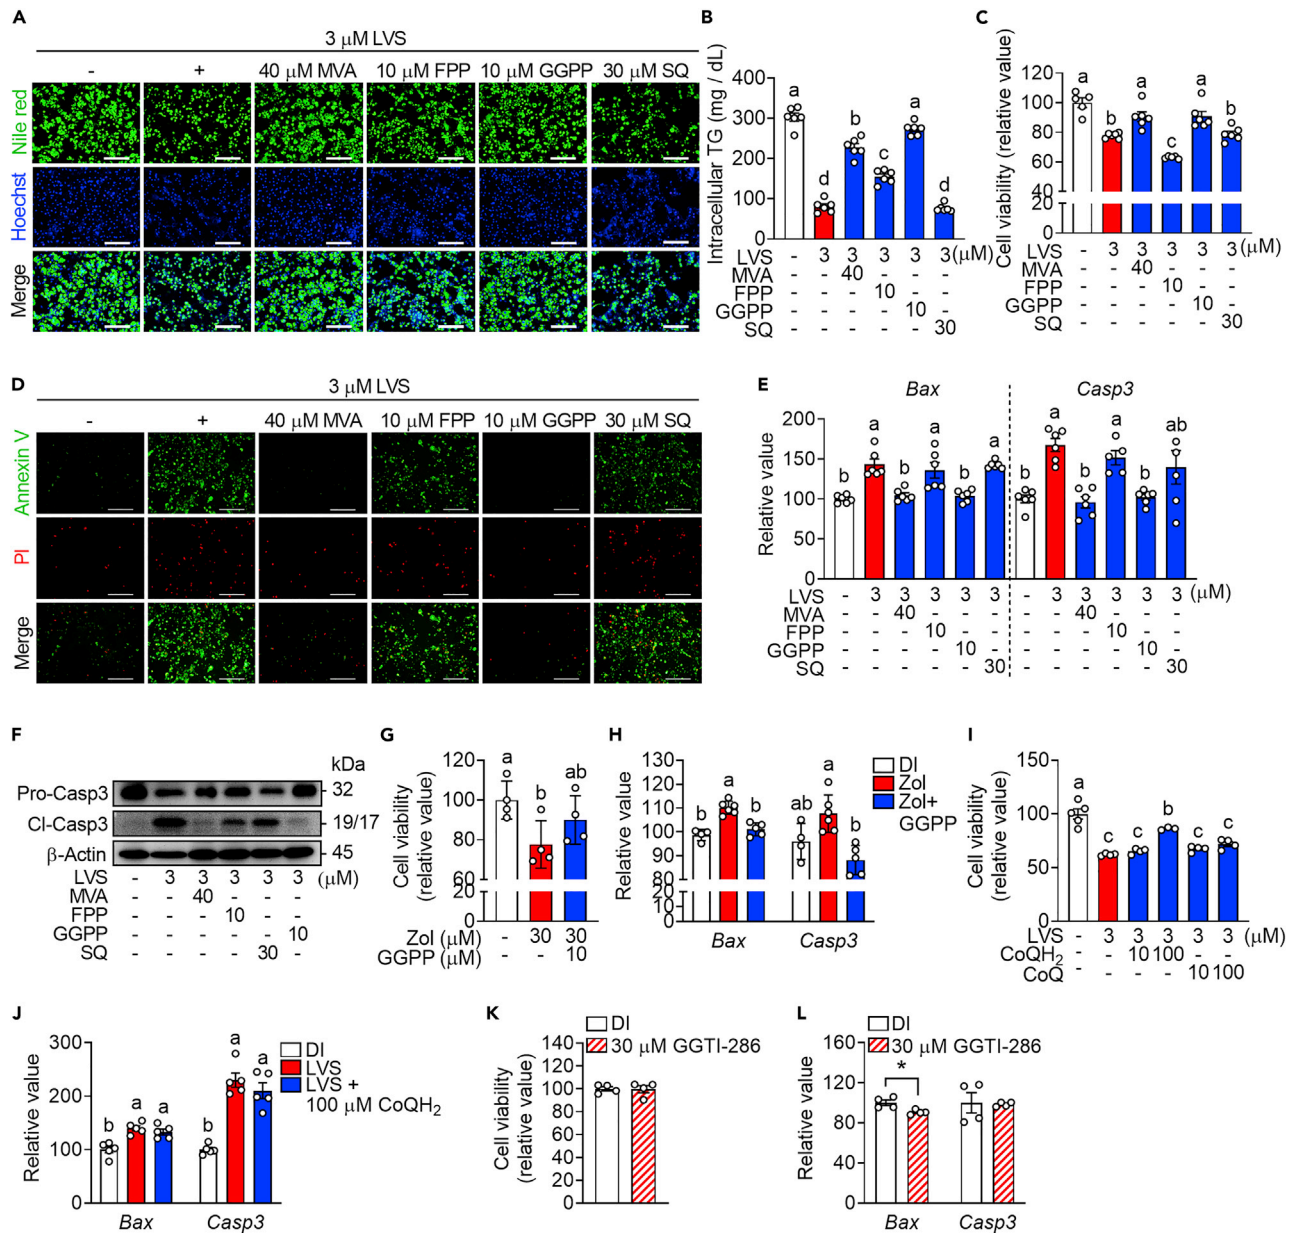 A
3 μM LVS
- + 40 μM MVA 10 μM FPP 10 μM GGPP 30 μM SQ
Nile red
Hoechst
Merge
B
Intracellular TG (mg / dL)
400
300
200
100
0
a d b c a d
LVS - 3 3 3 3 3 (μM)
MVA - - 40 - - -
FPP - - - 10 - -
GGPP - - - - 10 -
SQ - - - - - 30
C
Cell viability (relative value)
120
100
80
60
40
20
0
a b a c a b
LVS - 3 3 3 3 3 (μM)
MVA - - 40 - - -
FPP - - - 10 - -
GGPP - - - - 10 -
SQ - - - - - 30
D
3 μM LVS
- + 40 μM MVA 10 μM FPP 10 μM GGPP 30 μM SQ
Annexin V
PI
Merge
E
Bax Casp3
Relative value
200
150
100
50
0
b a b a b a b a b a b ab
LVS - 3 3 3 3 3 - 3 3 3 3 3 (μM)
MVA - - 40 - - - - - 40 - - -
FPP - - - 10 - - - - - 10 - -
GGPP - - - - 10 - - - - - 10 -
SQ - - - - - 30 - - - - - 30
F
kDa
Pro-Casp3 32
Cl-Casp3 19/17
β-Actin 45
LVS - 3 3 3 3 3 (μM)
MVA - - 40 - - -
FPP - - - 10 - -
GGPP - - - - - 10
SQ - - - - 30 -
G
Cell viability
(relative value)
120
100
80
60
20
0
a b ab
Zol (μM) - 30 30
GGPP (μM) - - 10
H
Relative value
130
120
110
100
90
80
20
10
0
b a b ab a b
DI
Zol
Zol+
GGPP
Bax Casp3
I
Cell viability
(relative value)
150
100
50
0
a c c b c c
LVS - 3 3 3 3 3 (μM)
CoQH2 - - 10 100 - -
CoQ - - - - 10 100
J
Relative value
300
200
100
0
b a a b a a
DI
LVS
LVS +
100 μM CoQH2
Bax Casp3
K
DI
30 μM GGTI-286
Cell viability
(relative value)
140
120
100
80
60
40
20
0
L
DI
30 μM GGTI-286
Relative value
160
120
80
40
0
*
Bax Casp3